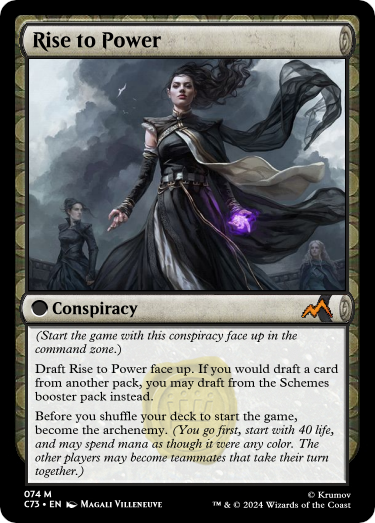 Rise to Power
Conspiracy
(Start the game with this conspiracy face up in the
command zone.)
Draft Rise to Power face up. If you would draft a card
from another pack, you may draft from the Schemes
booster pack instead.
Before you shuffle your deck to start the game,
become the archenemy. (You go first, start with 40 life,
and may spend mana as though it were any color. The
other players may become teammates that take their turn
together.)
074 M
© Krumov
C73 • EN Magali Villeneuve
™ & © 2024 Wizards of the Coast